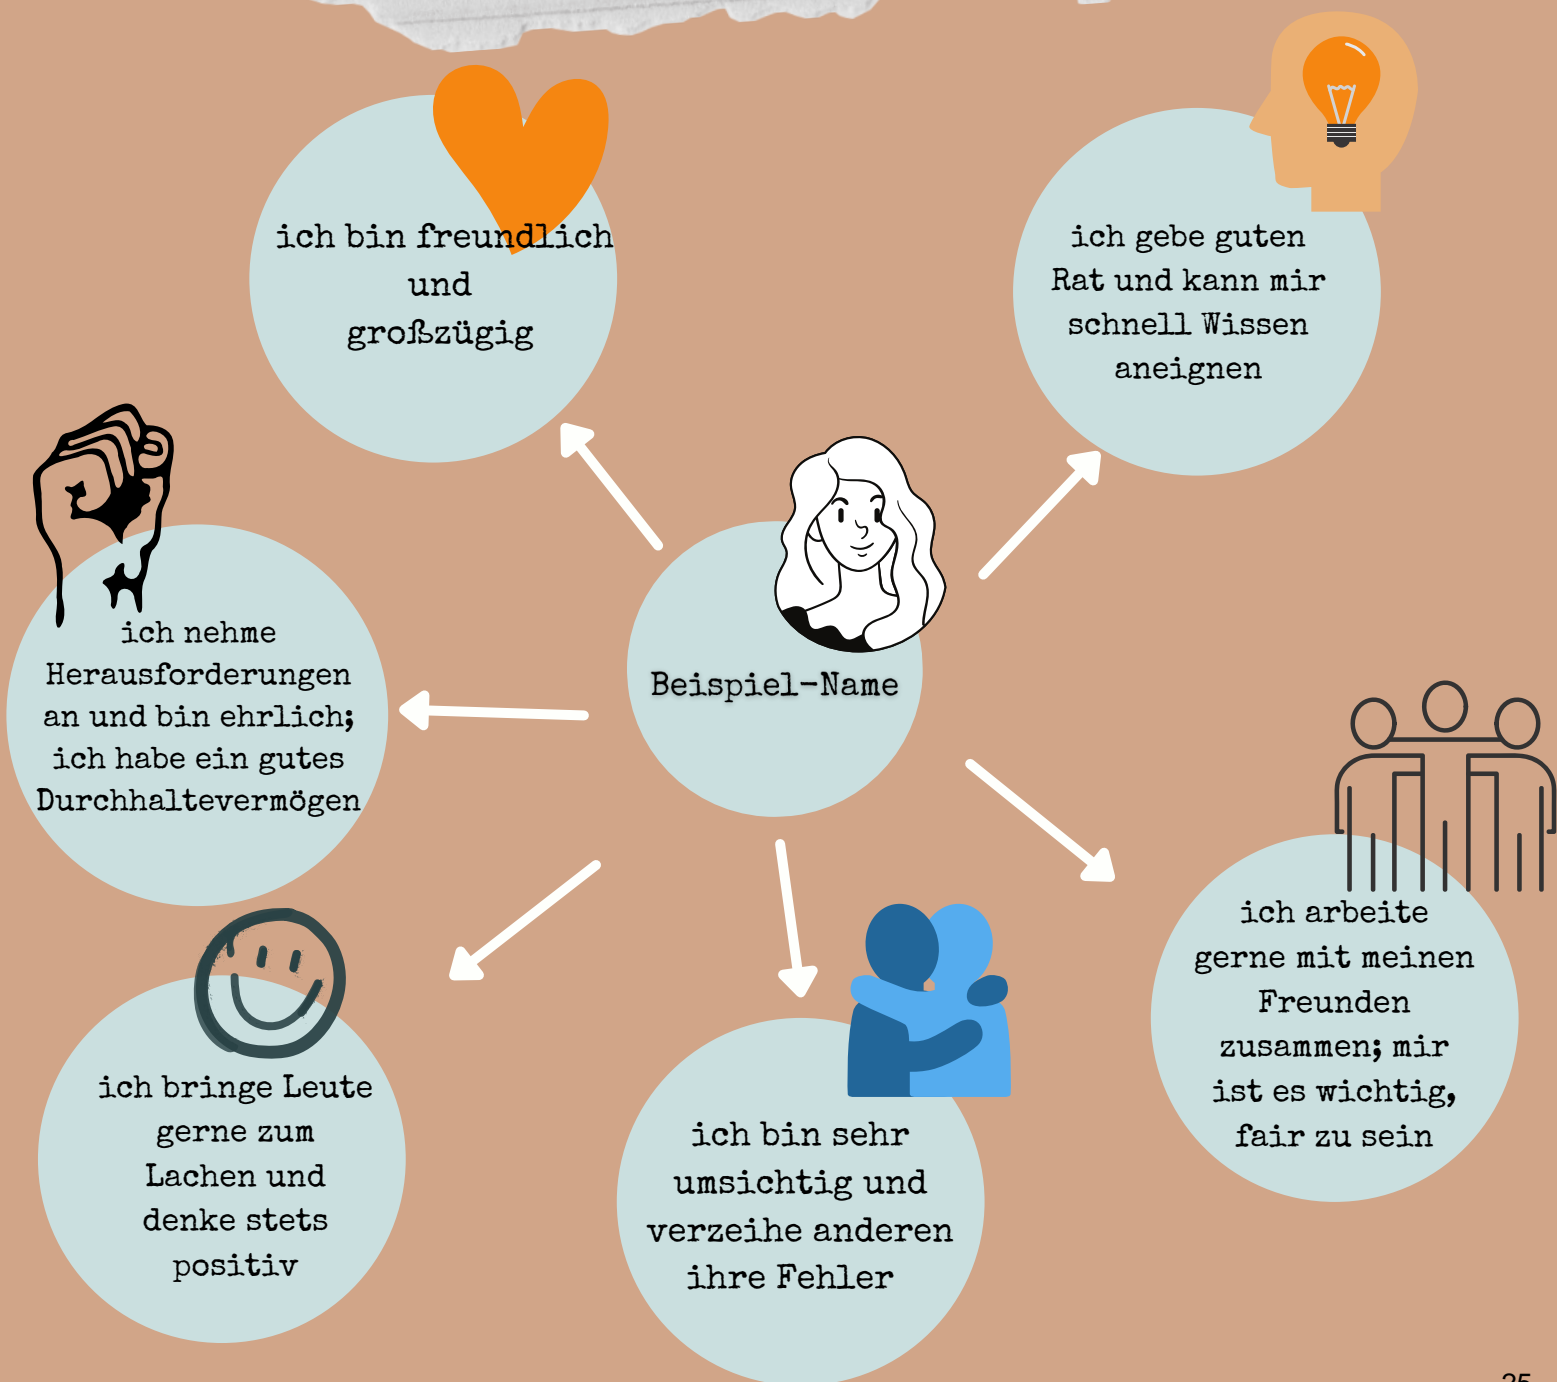 ich bin freundlich
und
großzügig
ich gebe guten
Rat und kann mir
schnell Wissen
aneignen
ich nehme
Herausforderungen
an und bin ehrlich;
ich habe ein gutes
Durchhaltevermögen
Beispiel-Name
ich arbeite
gerne mit meinen
Freunden
zusammen; mir
ist es wichtig,
fair zu sein
ich bringe Leute
gerne zum
Lachen und
denke stets
positiv
ich bin sehr
umsichtig und
verzeihe anderen
ihre Fehler